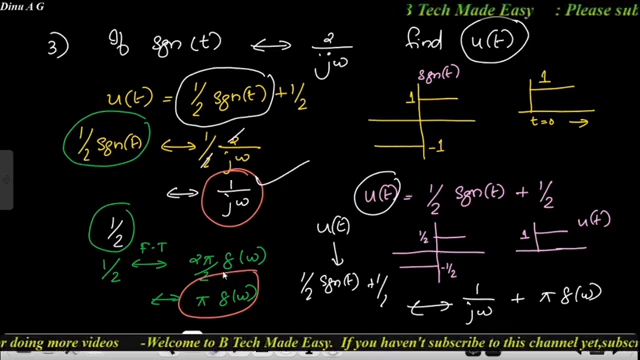 Dinu A G
B Tech Made Easy     : Please sub
3) If sgn(t) ↔ 2/jω find u(t)
u(t) = 1/2 sgn(t) + 1/2
1/2 sgn(t) ↔ 1/2 2/jω
↔ 1/jω
1/2
1/2 F.T ↔ 2π/2 δ(ω)
↔ π δ(ω)
sgn(t)
1
-1
1
t=0 →
u(t) = 1/2 sgn(t) + 1/2
1/2
-1/2
1
u(t)
u(t)
↓
1/2 sgn(t) + 1/2 ↔ 1/jω + π δ(ω)
or doing more videos     -Welcome to B Tech Made Easy. If you haven't subscribe to this channel yet,subsc